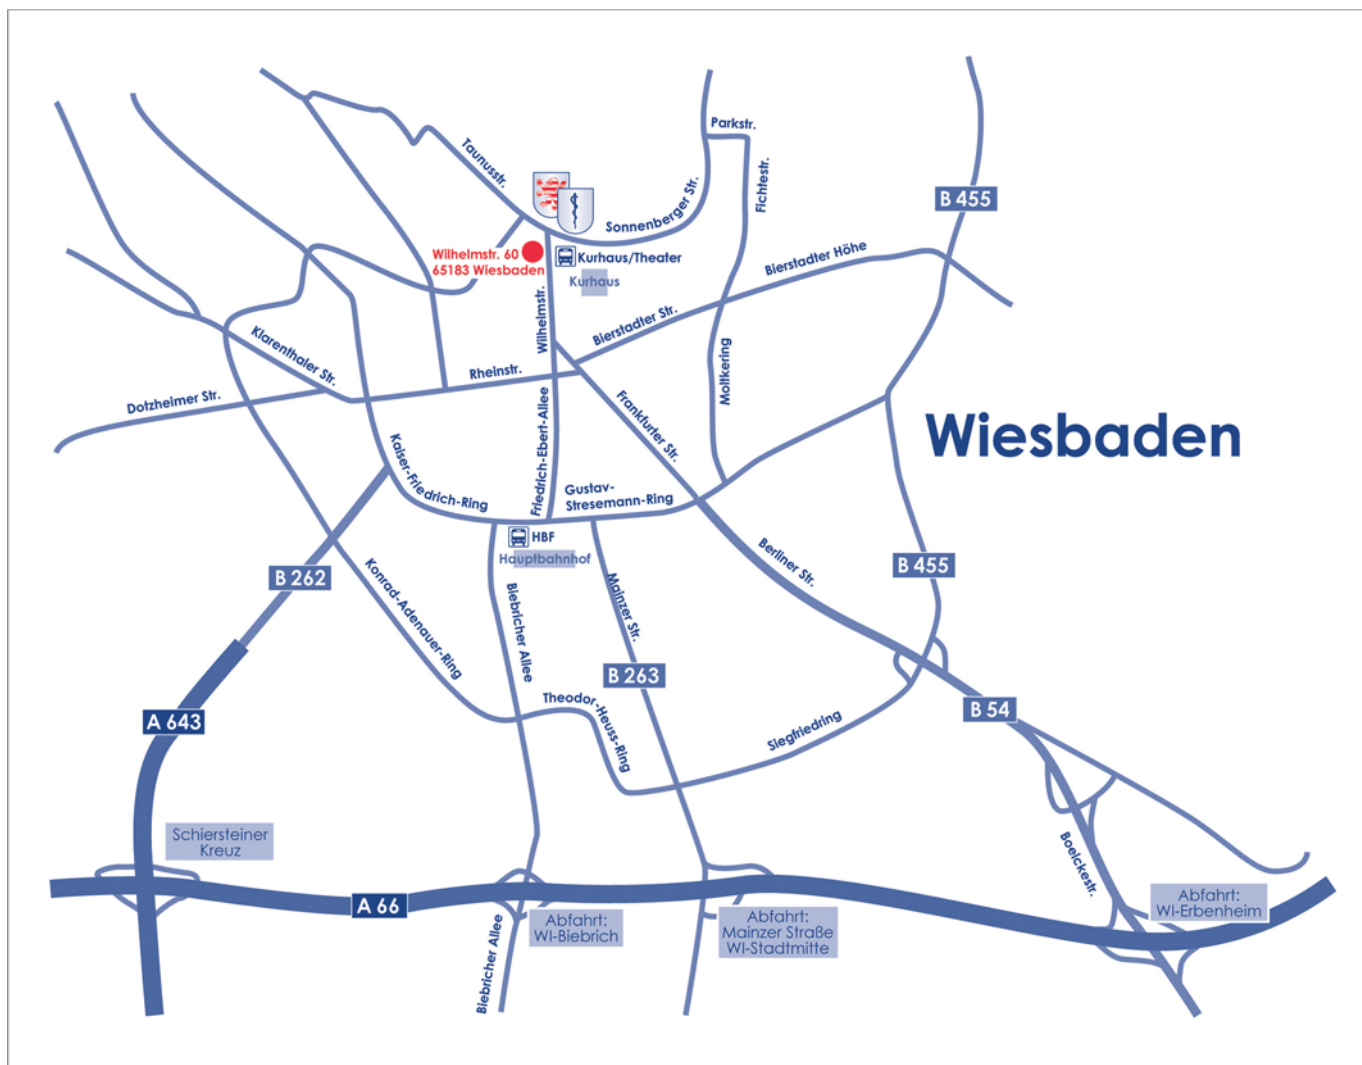 Parkstr.
Taunusstr.
Fichtestr.
B 455
Sonnenberger Str.
Wilhelmstr. 60
65183 Wiesbaden
Kurhaus/Theater
Kurhaus
Bierstadter Höhe
Wilhelmstr.
Bierstadter Str.
Klarenthaler Str.
Rheinstr.
Moltkering
Dotzheimer Str.
Frankfurter Str.
Wiesbaden
Kaiser-Friedrich-Ring
Friedrich-Ebert-Allee
Gustav-
Stresemann-Ring
HBF
Hauptbahnhof
Berliner Str.
B 455
B 262
Konrad-Adenauer-Ring
Biebricher Allee
Mainzer Str.
B 263
Theodor-Heuss-Ring
B 54
A 643
Siegfriedring
Schiersteiner
Kreuz
Boelckestr.
A 66
Abfahrt:
WI-Biebrich
Abfahrt:
Mainzer Straße
WI-Stadtmitte
Abfahrt:
WI-Erbenheim
Biebricher Allee